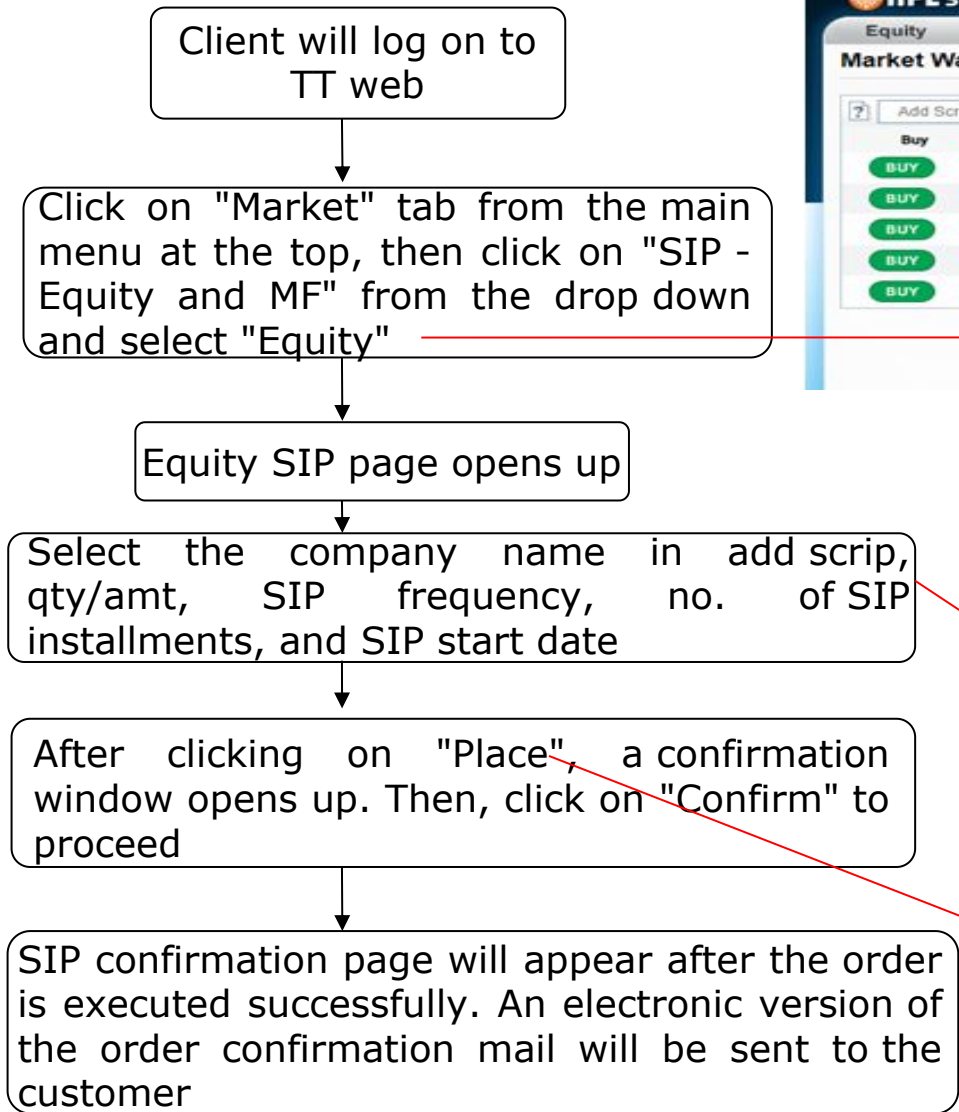 Client will log on to
TT web
Equity
Click on "Market" tab from the main
menu at the top, then click on "SIP -
Equity and MF" from the drop down
and select "Equity"
Market
? Add
Buy
BUY
BUY
BUY
BUY
BUY
Equity SIP page opens up
Select the company name in add scrip,
qty/amt, SIP frequency, no. of SIP
installments, and SIP start date
After clicking on "Place", a confirmation
window opens up. Then, click on "Confirm" to
proceed
SIP confirmation page will appear after the order
is executed successfully. An electronic version of
the order confirmation mail will be sent to the
customer